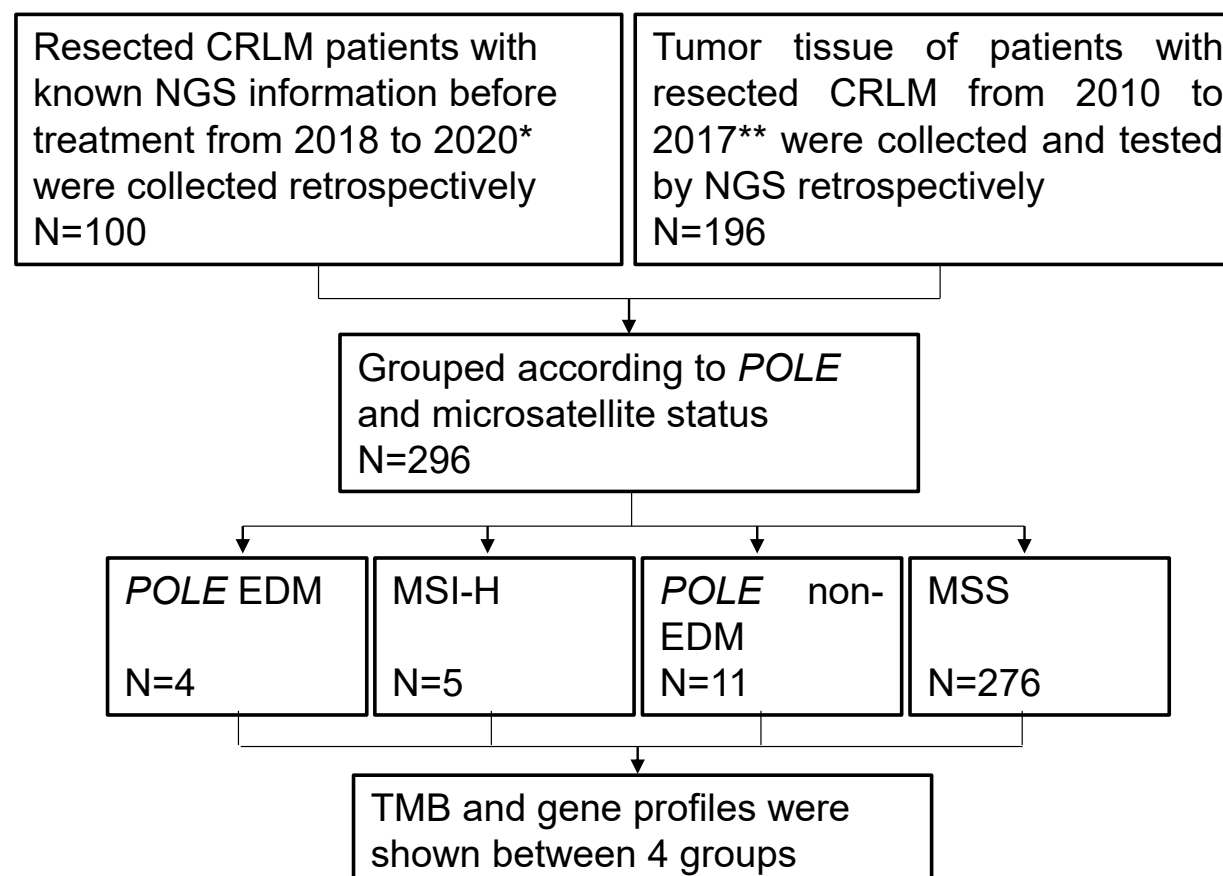 Resected CRLM patients with
known NGS information before
treatment from 2018 to 2020*
were collected retrospectively
N=100
Tumor tissue of patients with
resected CRLM from 2010 to
2017** were collected and tested
by NGS retrospectively
N=196
Grouped according to POLE
and microsatellite status
N=296
POLE EDM
N=4
MSI-H
N=5
POLE non-
EDM
N=11
MSS
N=276
TMB and gene profiles were
shown between 4 groups